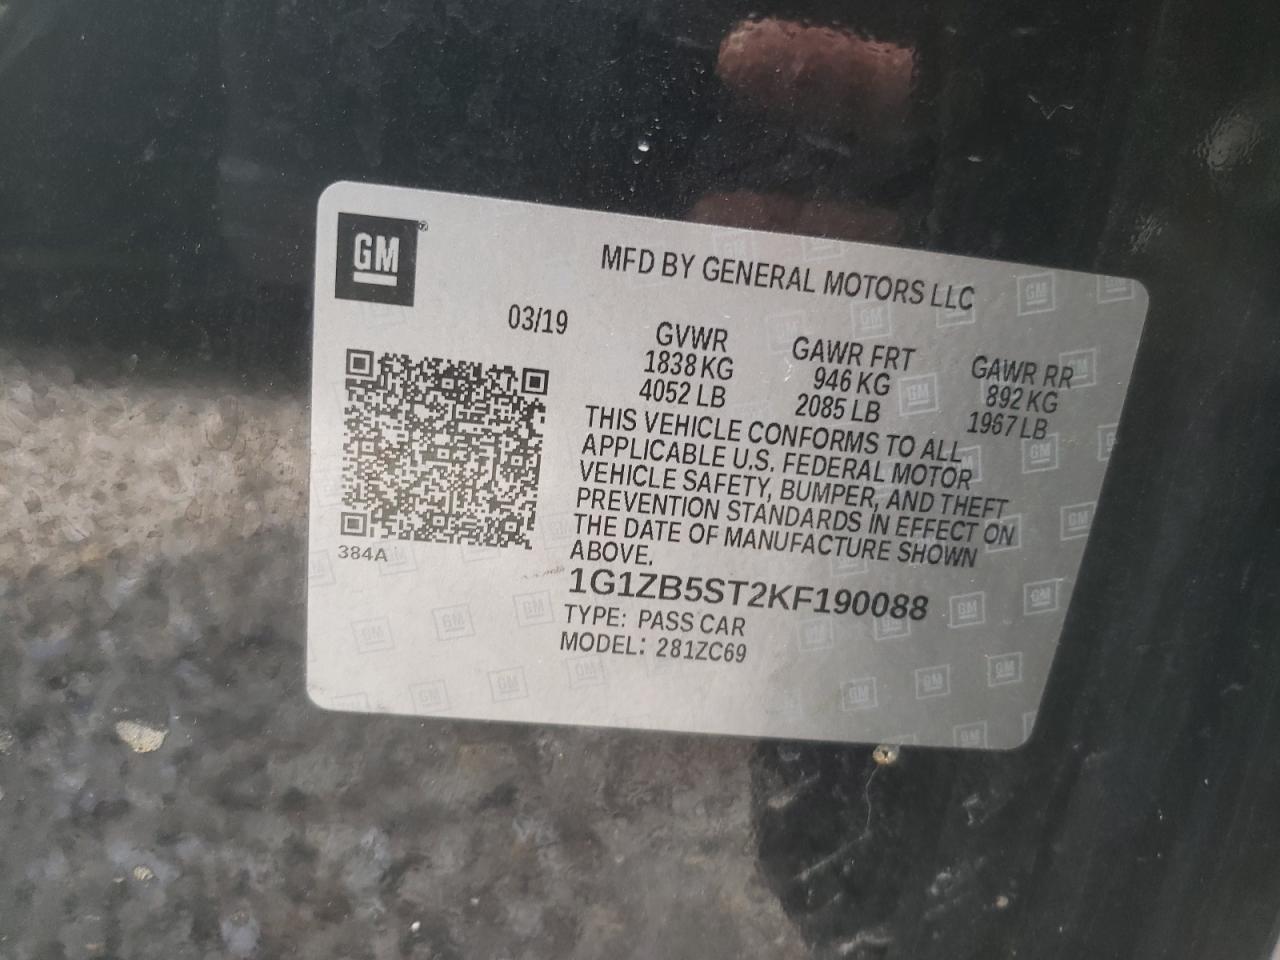 GM
MFD BY GENERAL MOTORS LLC
03/19
GVWR
1838 KG
4052 LB
GAWR FRT
946 KG
2085 LB
GAWR RR
892 KG
1967 LB
THIS VEHICLE CONFORMS TO ALL
APPLICABLE U.S. FEDERAL MOTOR
VEHICLE SAFETY, BUMPER, AND THEFT
PREVENTION STANDARDS IN EFFECT ON
THE DATE OF MANUFACTURE SHOWN
ABOVE.
384A
1G1ZB5ST2KF190088
TYPE: PASS CAR
MODEL: 281ZC69